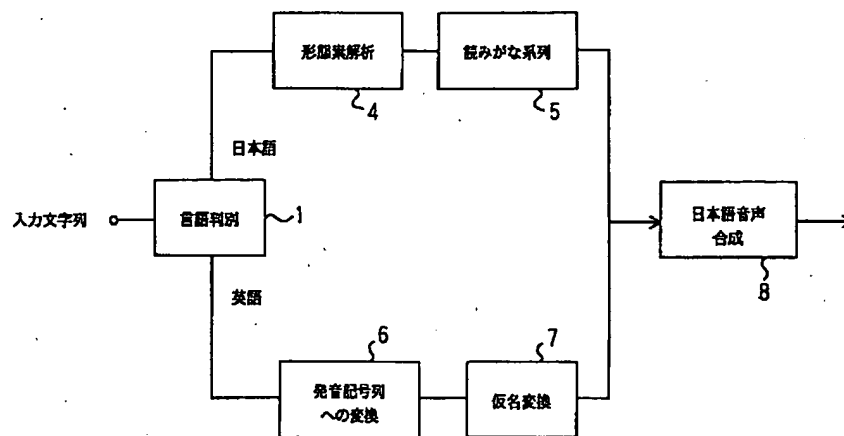 形態素解析
読みがな系列
4
5
日本語
入力文字列
言語判別
1
日本語音声
合成
8
英語
6
7
発音記号列
への変換
仮名変換